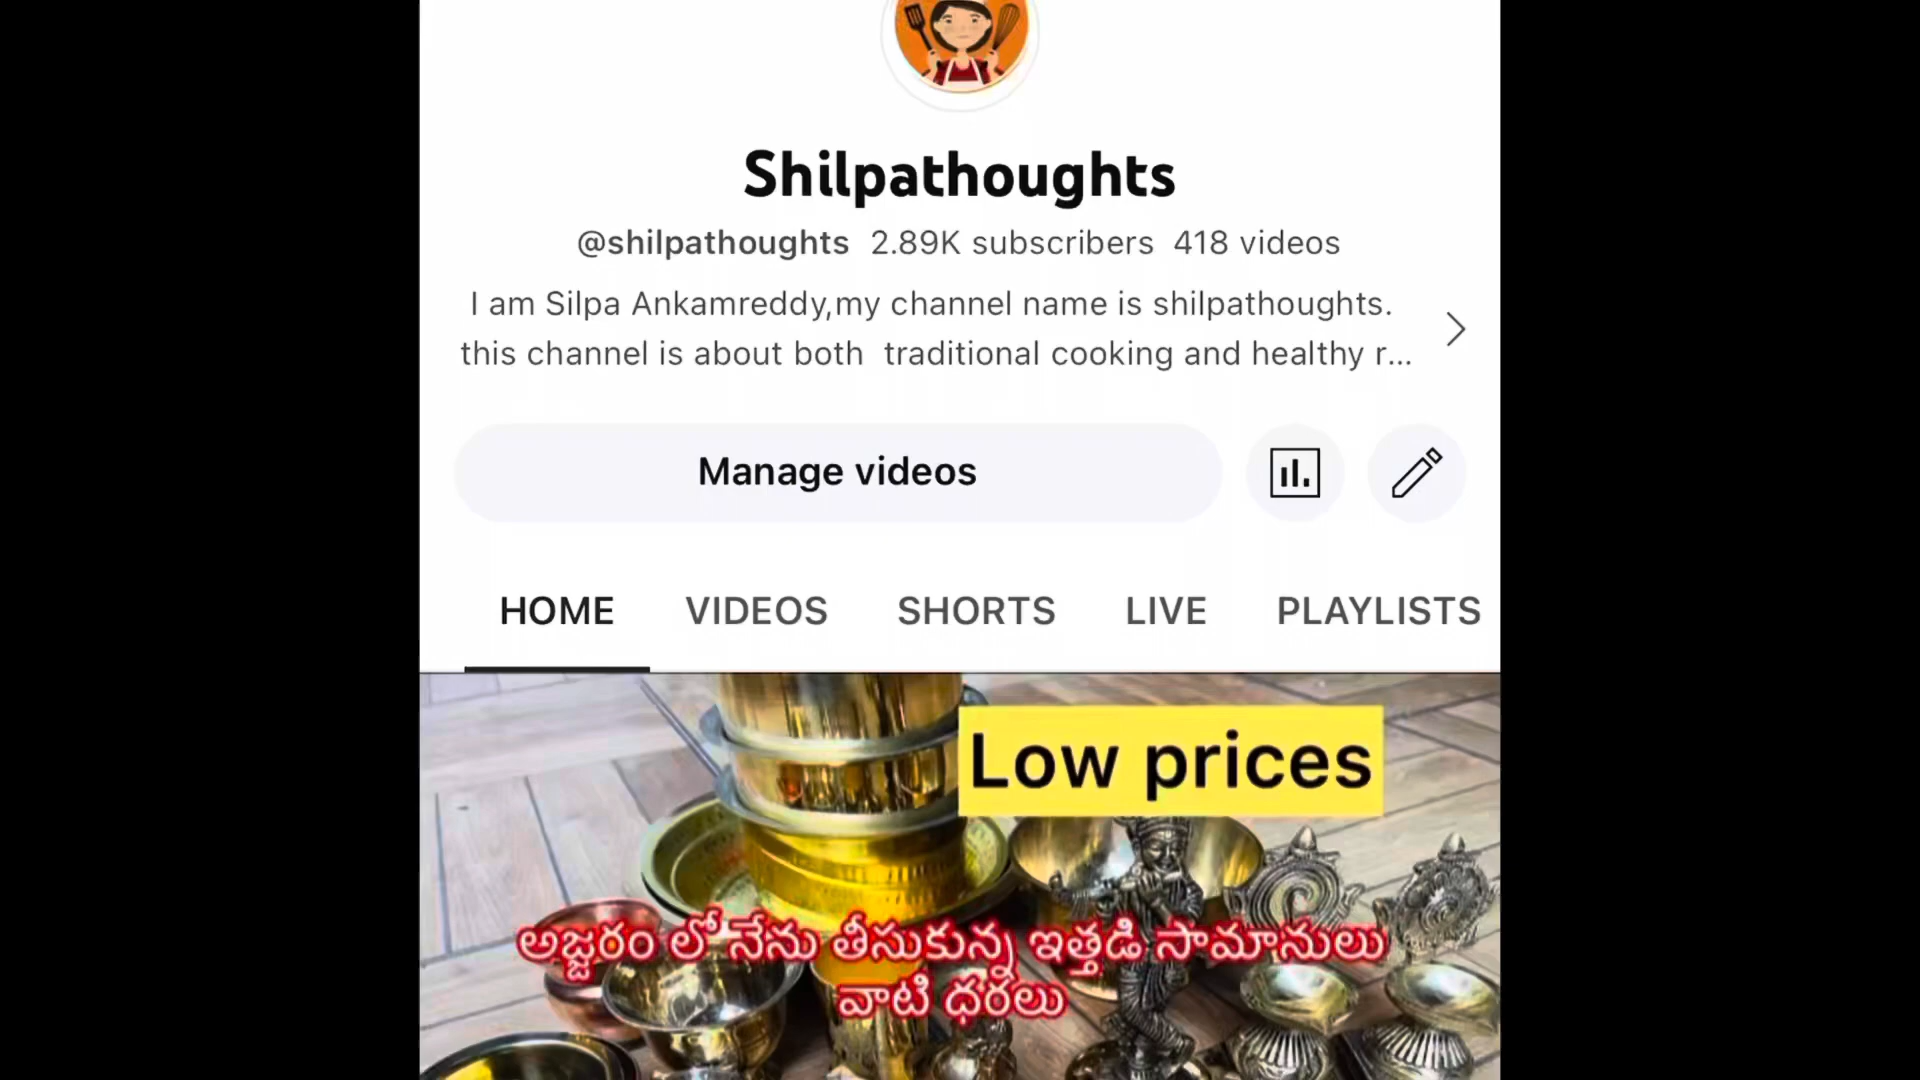 Shilpathoughts
@shilpathoughts 2.89K subscribers 418 videos
I am Silpa Ankamreddy,my channel name is shilpathoughts.
this channel is about both traditional cooking and healthy r...
Manage videos
HOME VIDEOS SHORTS LIVE PLAYLISTS
Low prices
అజ్జరం లో నేను తీసుకున్న ఇత్తడి సామానులు
వాటి ధరలు